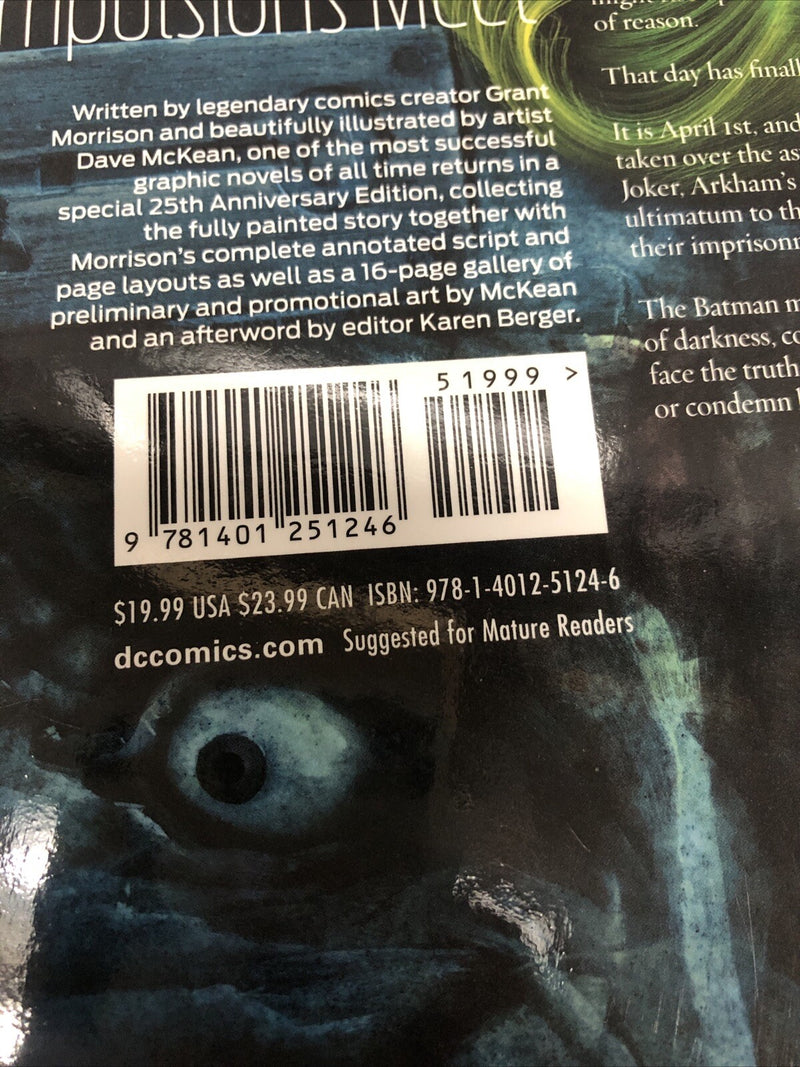 Written by legendary comics creator Grant
Morrison and beautifully illustrated by artist
Dave McKean, one of the most successful
graphic novels of all time returns in a
special 25th Anniversary Edition, collecting
the fully painted story together with
Morrison's complete annotated script and
page layouts as well as a 16-page gallery of
preliminary and promotional art by McKean
and an afterword by editor Karen Berger.
of reason.
That day has finall
It is April 1st, and
taken over the as
Joker, Arkham's
ultimatum to th
their imprison
The Batman m
of darkness, co
face the truth
or condemn
51999 >
9 781401 251246
$19.99 USA $23.99 CAN ISBN: 978-1-4012-5124-6
dccomics.com Suggested for Mature Readers